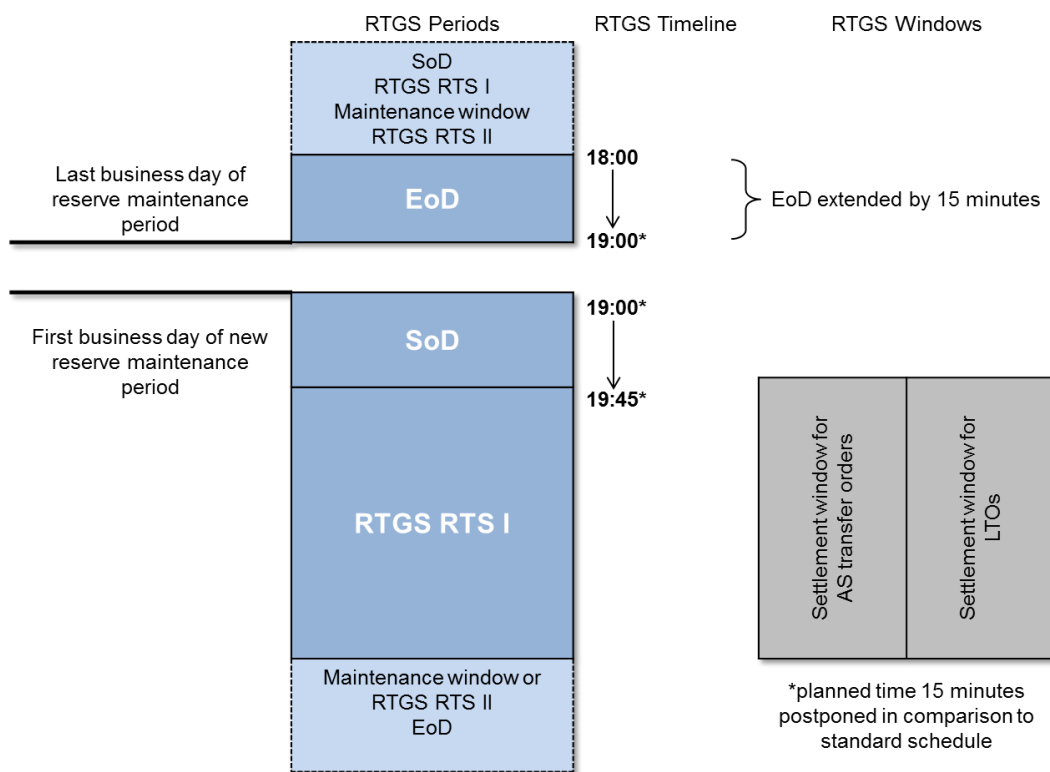 RTGS Periods
RTGS Timeline
RTGS Windows
SoD
RTGS RTS I
Maintenance window
RTGS RTS II
Last business day of
reserve maintenance
period
EoD
18:00
19:00*
EoD extended by 15 minutes
First business day of new
reserve maintenance
period
SoD
19:00*
19:45*
RTGS RTS I
Settlement window for
AS transfer orders
Settlement window for
LTOs
Maintenance window or
RTGS RTS II
EoD
*planned time 15 minutes
postponed in comparison to
standard schedule